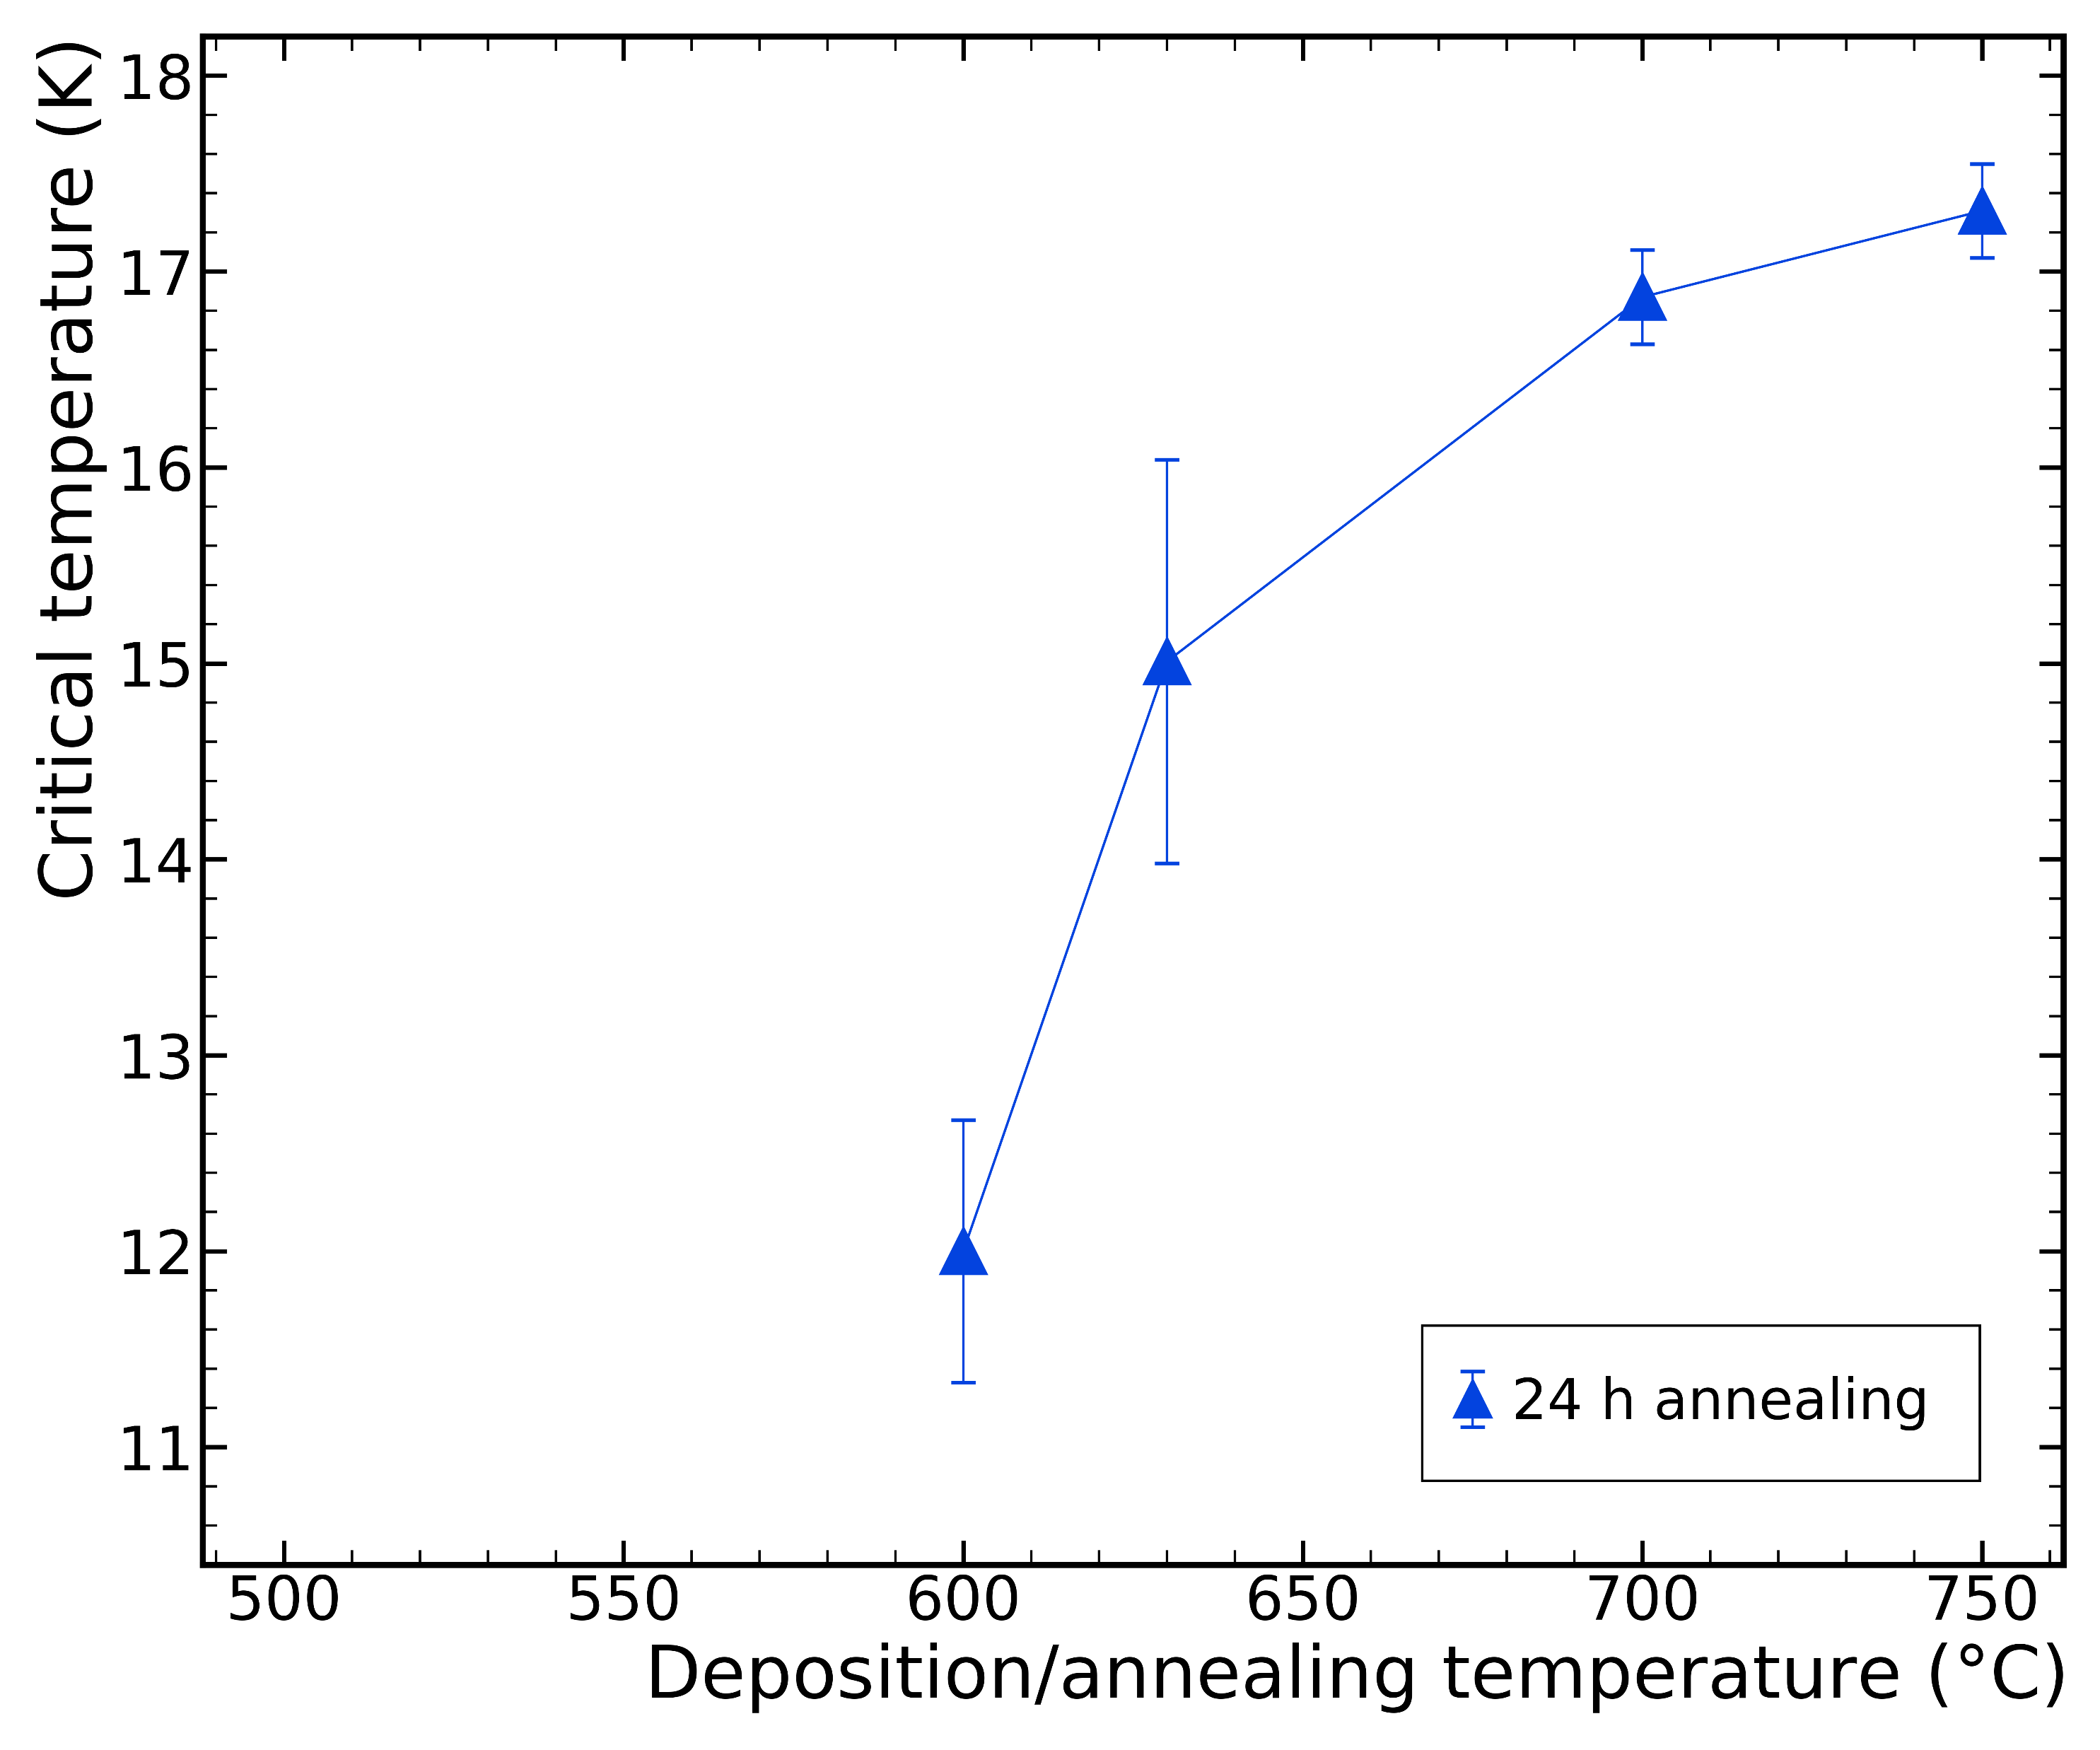 Critical temperature (K)
18
17
16
15
14
13
12
11
24 h annealing
500 550 600 650 700 750
Deposition/annealing temperature (°C)